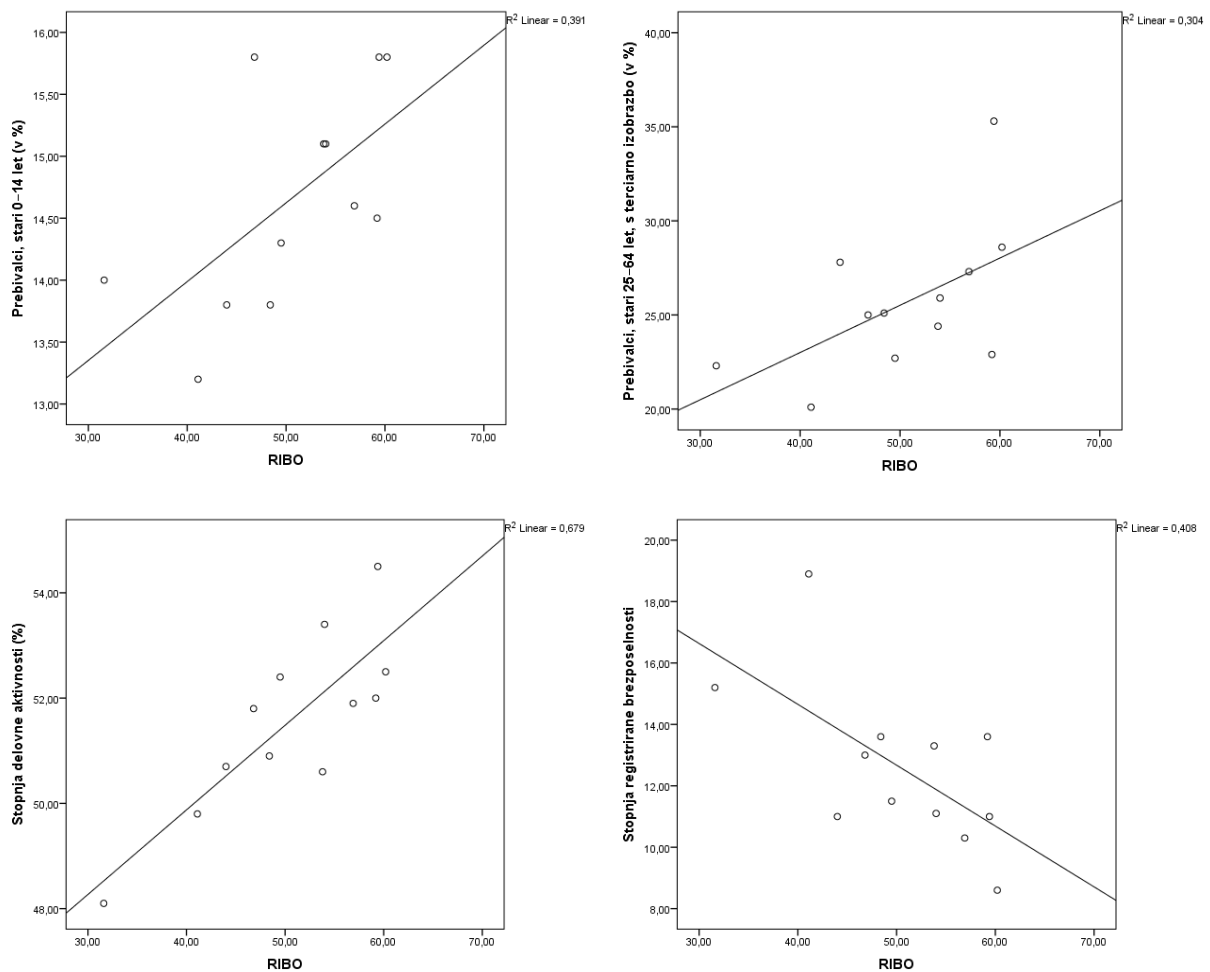 R² Linear = 0,391
Prebivalci, stari 0–14 let (v %)
16,00
15,50
15,00
14,50
14,00
13,50
13,00
30,00 40,00 50,00 60,00 70,00
RIBO
R² Linear = 0,304
Prebivalci, stari 25–64 let, s terciarno izobrazbo (v %)
40,00
35,00
30,00
25,00
20,00
30,00 40,00 50,00 60,00 70,00
RIBO
R² Linear = 0,679
Stopnja delovne aktivnosti (%)
54,00
52,00
50,00
48,00
30,00 40,00 50,00 60,00 70,00
RIBO
R² Linear = 0,408
Stopnja registrirane brezposelnosti
20,00
18,00
16,00
14,00
12,00
10,00
8,00
30,00 40,00 50,00 60,00 70,00
RIBO